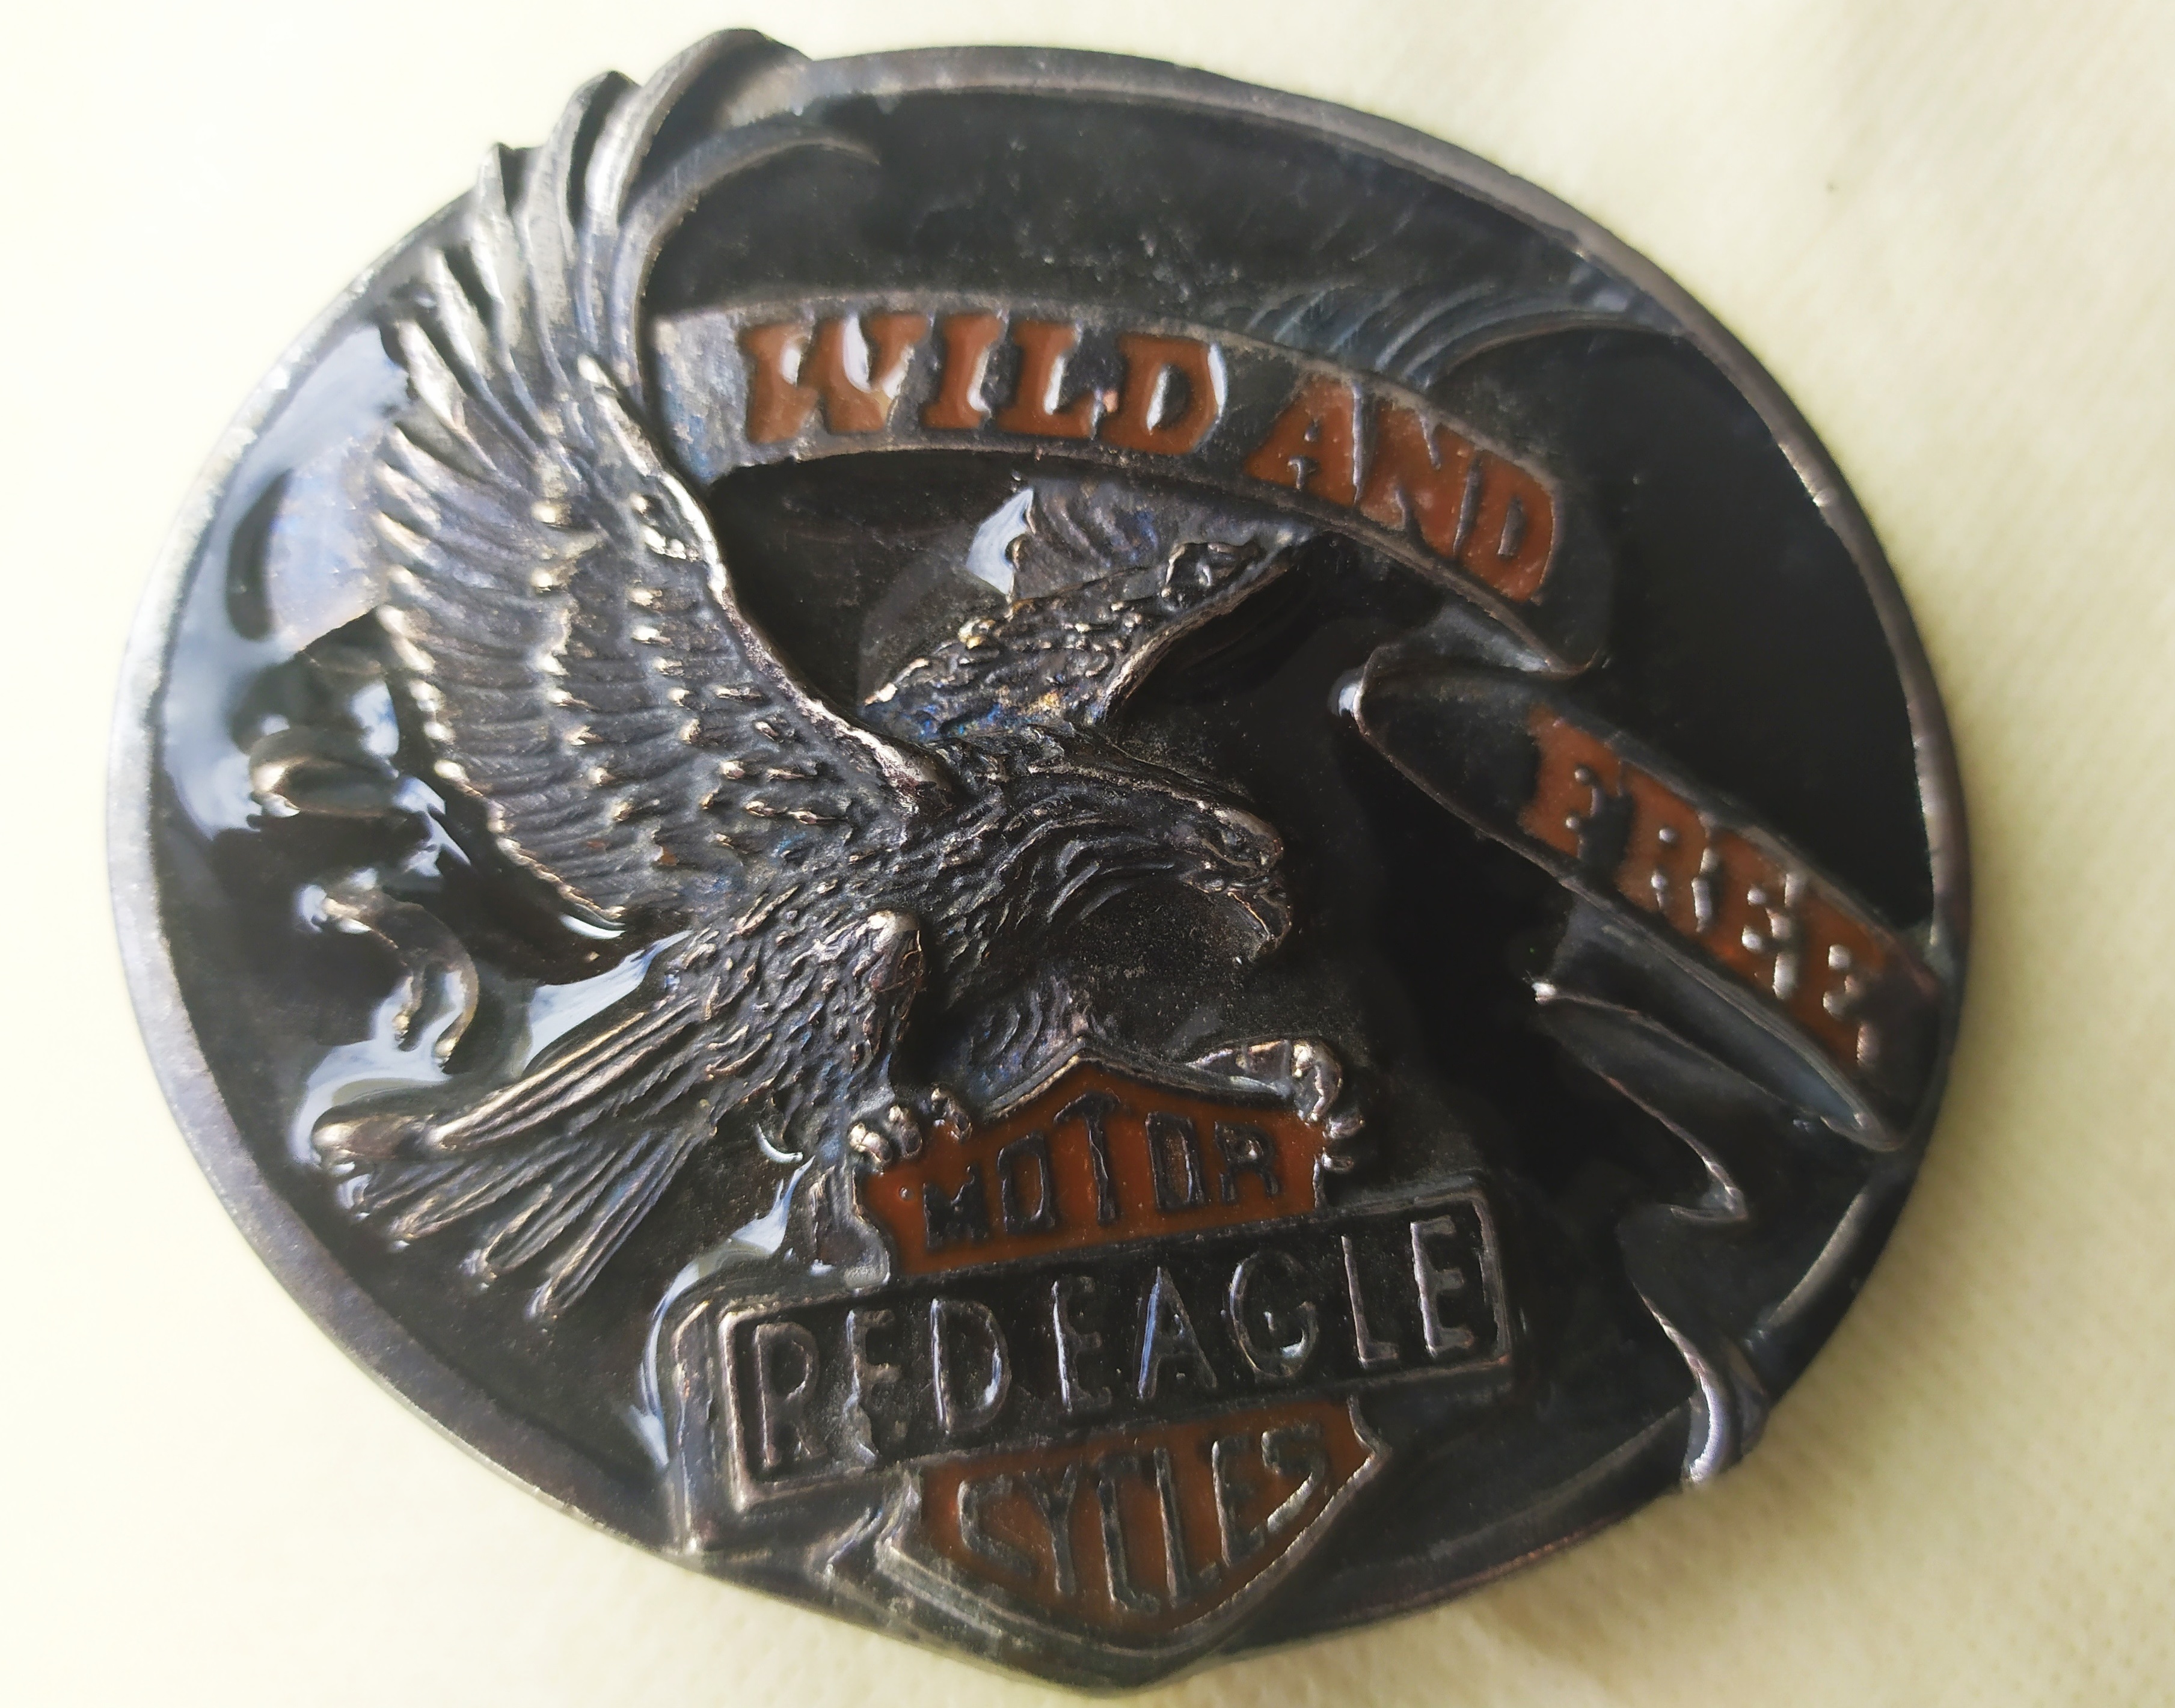 WILD AND
FREE
MOTOR
RED EAGLE
CYCLES